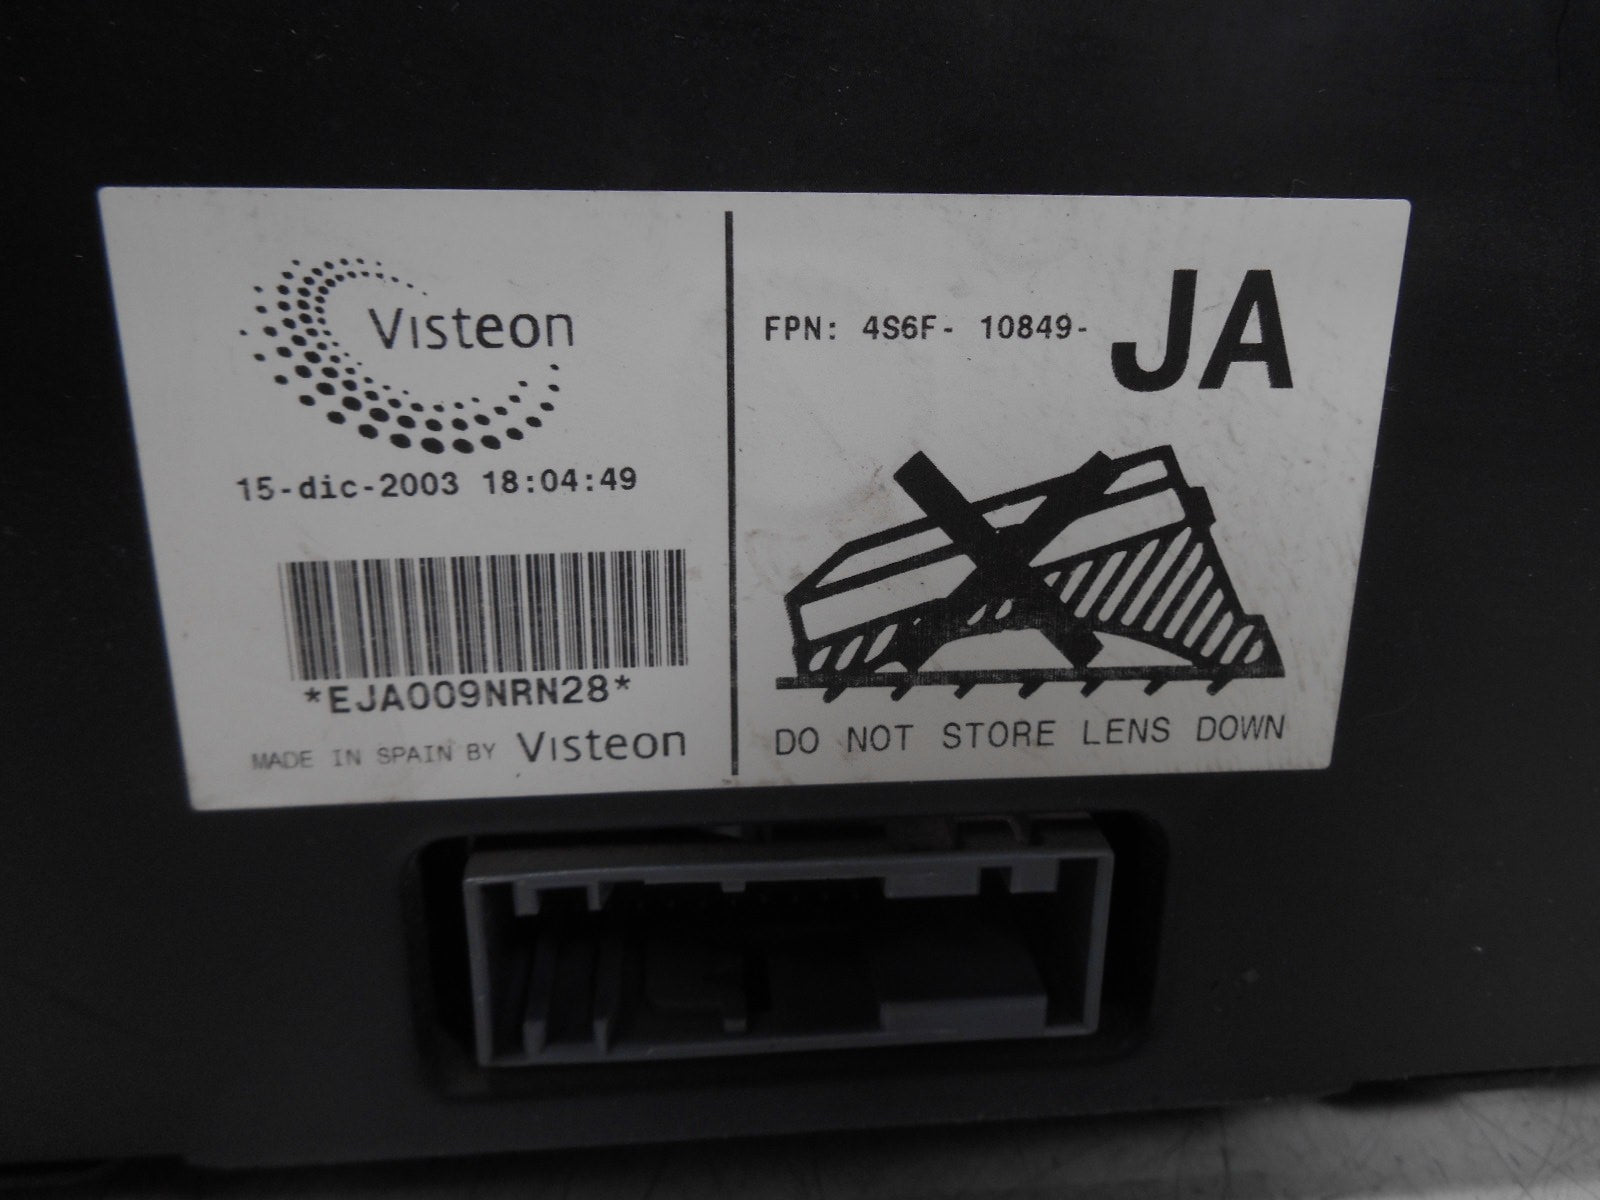 Visteon
15-dic-2003 18:04:49
*EJA009NRN28*
MADE IN SPAIN BY Visteon
FPN: 4S6F- 10849- JA
DO NOT STORE LENS DOWN